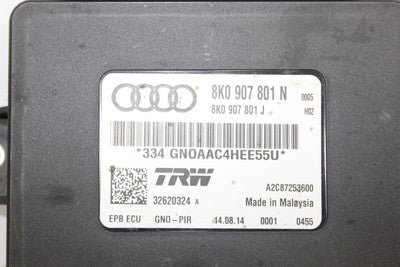 8K0 907 801 N 0005
8K0 907 801 J H02
*334 GNOAAC4HEE55U*
TRW A2C87253600
32620324 A Made in Malaysia
EPB ECU GNO-PIR 14.08.14 0001 0455